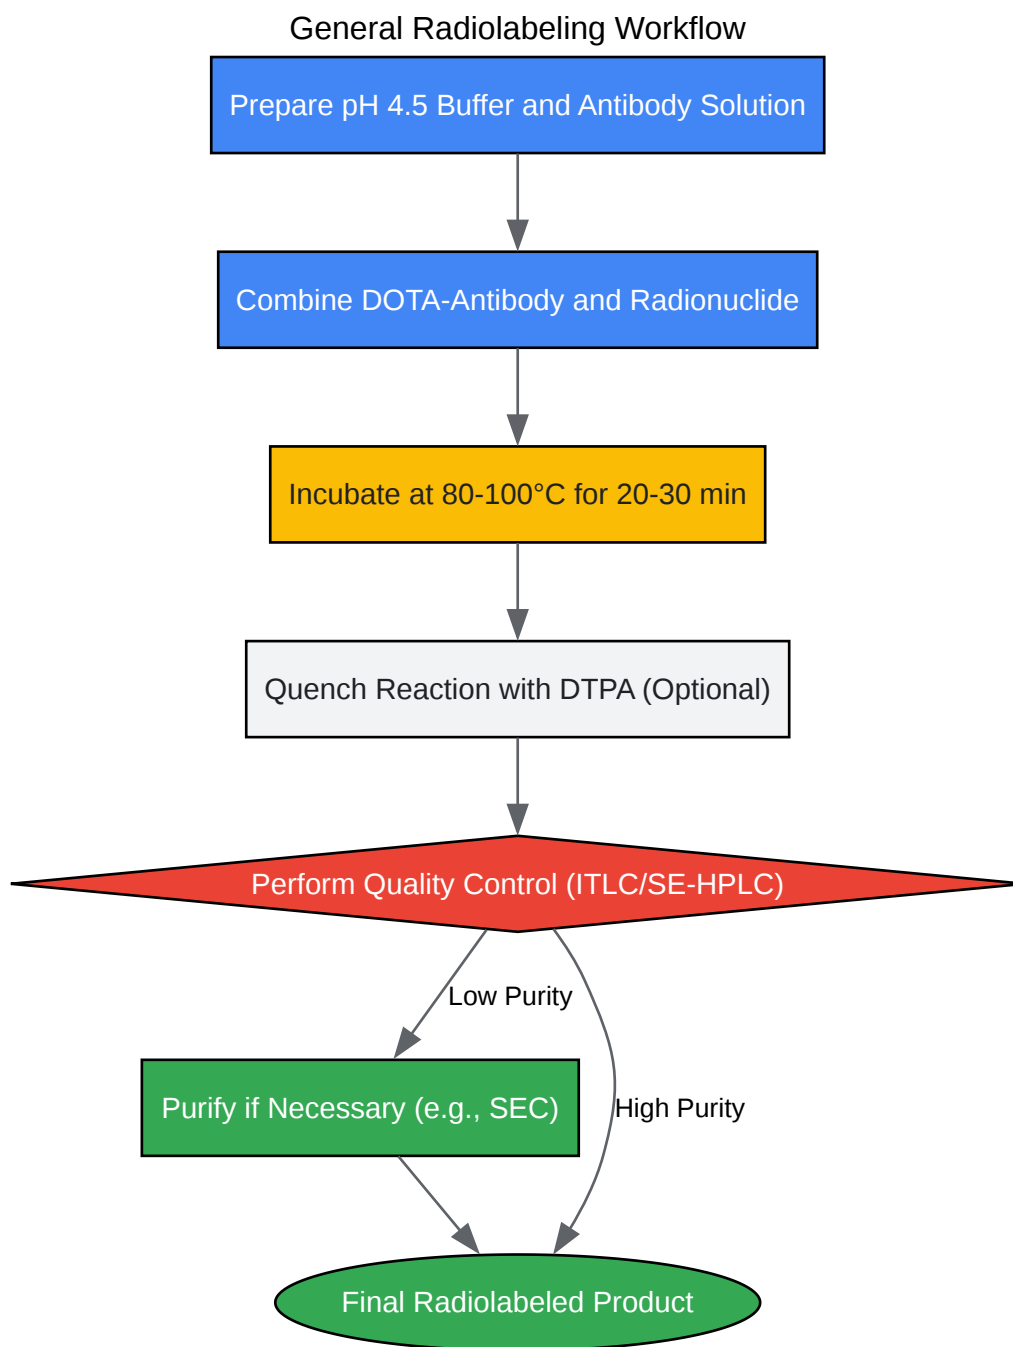 General Radiolabeling Workflow
Prepare pH 4.5 Buffer and Antibody Solution
Combine DOTA-Antibody and Radionuclide
Incubate at 80-100°C for 20-30 min
Quench Reaction with DTPA (Optional)
Perform Quality Control (ITLC/SE-HPLC)
Low Purity
Purify if Necessary (e.g., SEC)
High Purity
Final Radiolabeled Product